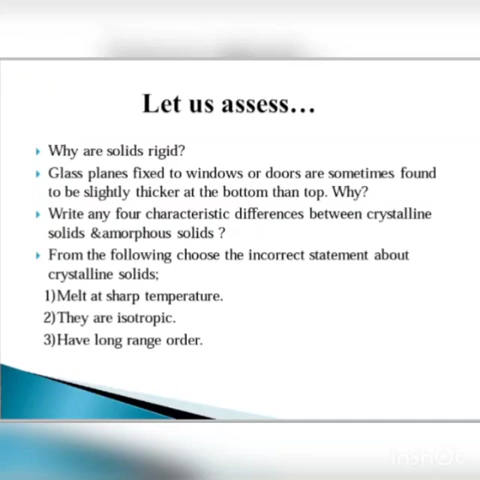 Let us assess…
Why are solids rigid?
Glass planes fixed to windows or doors are sometimes found
to be slightly thicker at the bottom than top. Why?
Write any four characteristic differences between crystalline
solids &amorphous solids ?
From the following choose the incorrect statement about
crystalline solids;
1)Melt at sharp temperature.
2)They are isotropic.
3)Have long range order.
InShOt